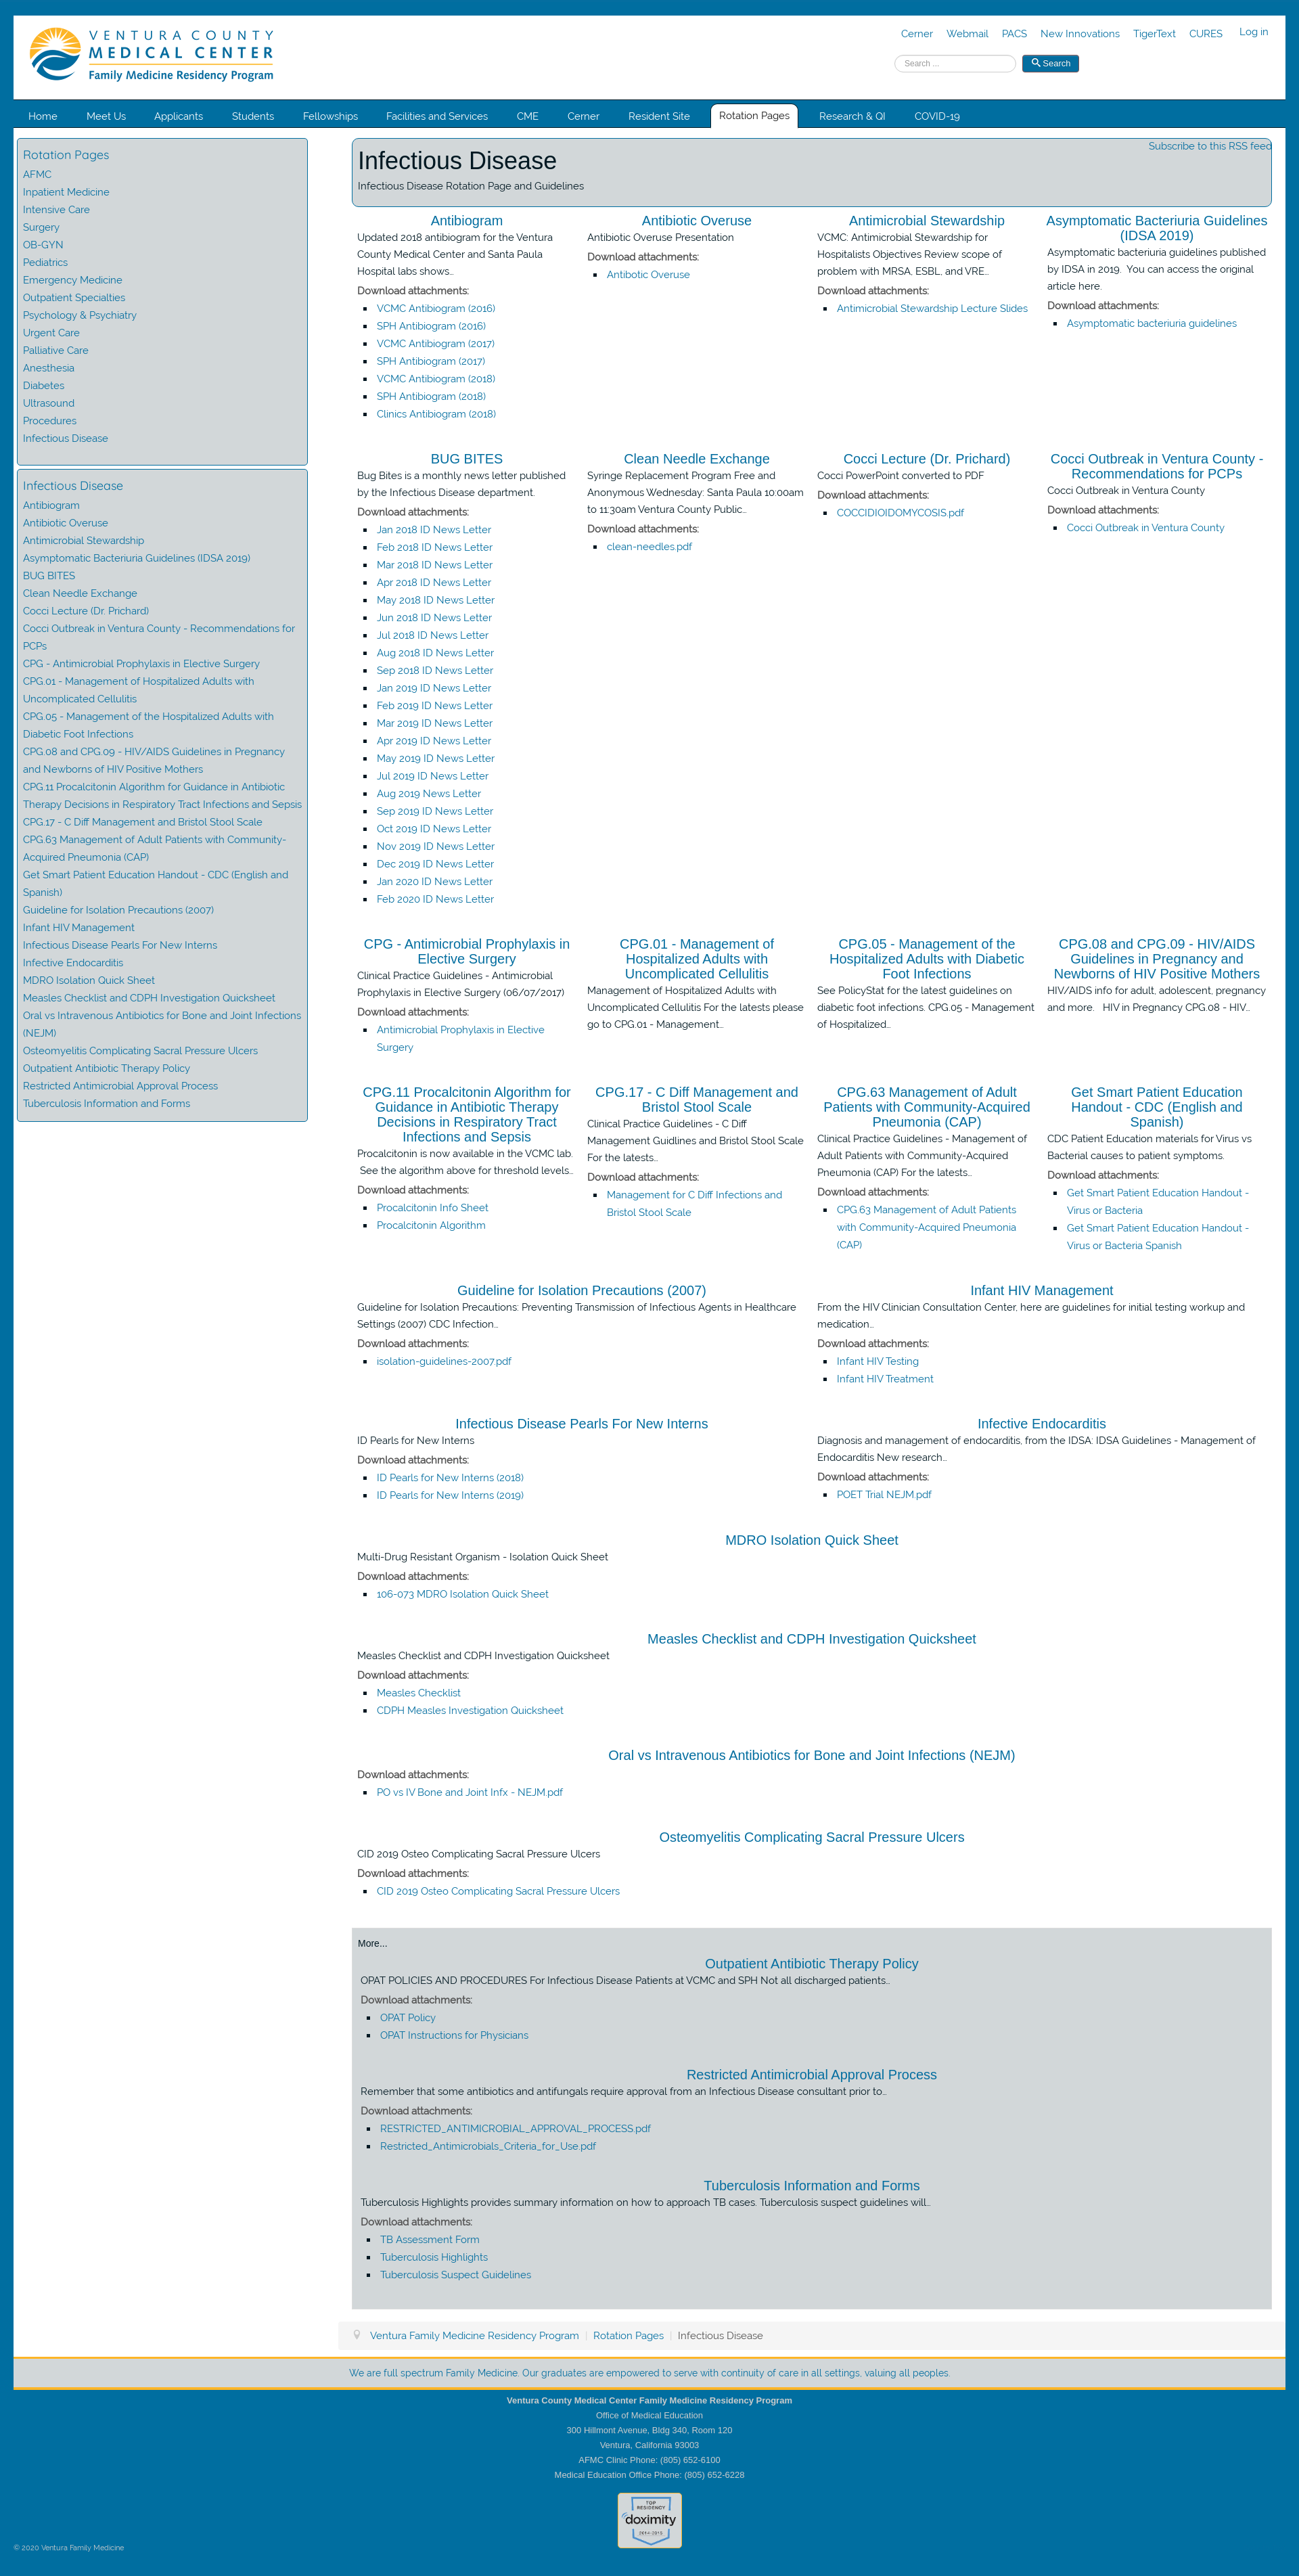 VENTURA COUNTY
MEDICAL CENTER
Family Medicine Residency Program
Cerner Webmail PACS New Innovations TigerText CURES Log in
Search ... Search
Home Meet Us Applicants Students Fellowships Facilities and Services CME Cerner Resident Site Rotation Pages Research & QI COVID-19
Rotation Pages
AFMC
Inpatient Medicine
Intensive Care
Surgery
OB-GYN
Pediatrics
Emergency Medicine
Outpatient Specialties
Psychology & Psychiatry
Urgent Care
Palliative Care
Anesthesia
Diabetes
Ultrasound
Procedures
Infectious Disease
Infectious Disease
Antibiogram
Antibiotic Overuse
Antimicrobial Stewardship
Asymptomatic Bacteriuria Guidelines (IDSA 2019)
BUG BITES
Clean Needle Exchange
Cocci Lecture (Dr. Prichard)
Cocci Outbreak in Ventura County - Recommendations for
PCPs
CPG - Antimicrobial Prophylaxis in Elective Surgery
CPG.01 - Management of Hospitalized Adults with
Uncomplicated Cellulitis
CPG.05 - Management of the Hospitalized Adults with
Diabetic Foot Infections
CPG.08 and CPG.09 - HIV/AIDS Guidelines in Pregnancy
and Newborns of HIV Positive Mothers
CPG.11 Procalcitonin Algorithm for Guidance in Antibiotic
Therapy Decisions in Respiratory Tract Infections and Sepsis
CPG.17 - C Diff Management and Bristol Stool Scale
CPG.63 Management of Adult Patients with Community-
Acquired Pneumonia (CAP)
Get Smart Patient Education Handout - CDC (English and
Spanish)
Guideline for Isolation Precautions (2007)
Infant HIV Management
Infectious Disease Pearls For New Interns
Infective Endocarditis
MDRO Isolation Quick Sheet
Measles Checklist and CDPH Investigation Quicksheet
Oral vs Intravenous Antibiotics for Bone and Joint Infections
(NEJM)
Osteomyelitis Complicating Sacral Pressure Ulcers
Outpatient Antibiotic Therapy Policy
Restricted Antimicrobial Approval Process
Tuberculosis Information and Forms
Subscribe to this RSS feed
Infectious Disease
Infectious Disease Rotation Page and Guidelines
Antibiogram
Updated 2018 antibiogram for the Ventura
County Medical Center and Santa Paula
Hospital labs shows…
Download attachments:
VCMC Antibiogram (2016)
SPH Antibiogram (2016)
VCMC Antibiogram (2017)
SPH Antibiogram (2017)
VCMC Antibiogram (2018)
SPH Antibiogram (2018)
Clinics Antibiogram (2018)
Antibiotic Overuse
Antibiotic Overuse Presentation
Download attachments:
Antibotic Overuse
Antimicrobial Stewardship
VCMC: Antimicrobial Stewardship for
Hospitalists Objectives Review scope of
problem with MRSA, ESBL, and VRE…
Download attachments:
Antimicrobial Stewardship Lecture Slides
Asymptomatic Bacteriuria Guidelines
(IDSA 2019)
Asymptomatic bacteriuria guidelines published
by IDSA in 2019. You can access the original
article here.
Download attachments:
Asymptomatic bacteriuria guidelines
BUG BITES
Bug Bites is a monthly news letter published
by the Infectious Disease department.
Download attachments:
Jan 2018 ID News Letter
Feb 2018 ID News Letter
Mar 2018 ID News Letter
Apr 2018 ID News Letter
May 2018 ID News Letter
Jun 2018 ID News Letter
Jul 2018 ID News Letter
Aug 2018 ID News Letter
Sep 2018 ID News Letter
Jan 2019 ID News Letter
Feb 2019 ID News Letter
Mar 2019 ID News Letter
Apr 2019 ID News Letter
May 2019 ID News Letter
Jul 2019 ID News Letter
Aug 2019 News Letter
Sep 2019 ID News Letter
Oct 2019 ID News Letter
Nov 2019 ID News Letter
Dec 2019 ID News Letter
Jan 2020 ID News Letter
Feb 2020 ID News Letter
Clean Needle Exchange
Syringe Replacement Program Free and
Anonymous Wednesday: Santa Paula 10:00am
to 11:30am Ventura County Public…
Download attachments:
clean-needles.pdf
Cocci Lecture (Dr. Prichard)
Cocci PowerPoint converted to PDF
Download attachments:
COCCIDIOIDOMYCOSIS.pdf
Cocci Outbreak in Ventura County -
Recommendations for PCPs
Cocci Outbreak in Ventura County
Download attachments:
Cocci Outbreak in Ventura County
CPG - Antimicrobial Prophylaxis in
Elective Surgery
Clinical Practice Guidelines - Antimicrobial
Prophylaxis in Elective Surgery (06/07/2017)
Download attachments:
Antimicrobial Prophylaxis in Elective
Surgery
CPG.01 - Management of
Hospitalized Adults with
Uncomplicated Cellulitis
Management of Hospitalized Adults with
Uncomplicated Cellulitis For the latests please
go to CPG.01 - Management…
CPG.05 - Management of the
Hospitalized Adults with Diabetic
Foot Infections
See PolicyStat for the latest guidelines on
diabetic foot infections. CPG.05 - Management
of Hospitalized…
CPG.08 and CPG.09 - HIV/AIDS
Guidelines in Pregnancy and
Newborns of HIV Positive Mothers
HIV/AIDS info for adult, adolescent, pregnancy
and more. HIV in Pregnancy CPG.08 - HIV…
CPG.11 Procalcitonin Algorithm for
Guidance in Antibiotic Therapy
Decisions in Respiratory Tract
Infections and Sepsis
Procalcitonin is now available in the VCMC lab.
See the algorithm above for threshold levels…
Download attachments:
Procalcitonin Info Sheet
Procalcitonin Algorithm
CPG.17 - C Diff Management and
Bristol Stool Scale
Clinical Practice Guidelines - C Diff
Management Guidlines and Bristol Stool Scale
For the latests…
Download attachments:
Management for C Diff Infections and
Bristol Stool Scale
CPG.63 Management of Adult
Patients with Community-Acquired
Pneumonia (CAP)
Clinical Practice Guidelines - Management of
Adult Patients with Community-Acquired
Pneumonia (CAP) For the latests…
Download attachments:
CPG.63 Management of Adult Patients
with Community-Acquired Pneumonia
(CAP)
Get Smart Patient Education
Handout - CDC (English and
Spanish)
CDC Patient Education materials for Virus vs
Bacterial causes to patient symptoms.
Download attachments:
Get Smart Patient Education Handout -
Virus or Bacteria
Get Smart Patient Education Handout -
Virus or Bacteria Spanish
Guideline for Isolation Precautions (2007)
Guideline for Isolation Precautions: Preventing Transmission of Infectious Agents in Healthcare
Settings (2007) CDC Infection…
Download attachments:
isolation-guidelines-2007.pdf
Infant HIV Management
From the HIV Clinician Consultation Center, here are guidelines for initial testing workup and
medication…
Download attachments:
Infant HIV Testing
Infant HIV Treatment
Infectious Disease Pearls For New Interns
ID Pearls for New Interns
Download attachments:
ID Pearls for New Interns (2018)
ID Pearls for New Interns (2019)
Infective Endocarditis
Diagnosis and management of endocarditis, from the IDSA: IDSA Guidelines - Management of
Endocarditis New research…
Download attachments:
POET Trial NEJM.pdf
MDRO Isolation Quick Sheet
Multi-Drug Resistant Organism - Isolation Quick Sheet
Download attachments:
106-073 MDRO Isolation Quick Sheet
Measles Checklist and CDPH Investigation Quicksheet
Measles Checklist and CDPH Investigation Quicksheet
Download attachments:
Measles Checklist
CDPH Measles Investigation Quicksheet
Oral vs Intravenous Antibiotics for Bone and Joint Infections (NEJM)
Download attachments:
PO vs IV Bone and Joint Infx - NEJM.pdf
Osteomyelitis Complicating Sacral Pressure Ulcers
CID 2019 Osteo Complicating Sacral Pressure Ulcers
Download attachments:
CID 2019 Osteo Complicating Sacral Pressure Ulcers
More...
Outpatient Antibiotic Therapy Policy
OPAT POLICIES AND PROCEDURES For Infectious Disease Patients at VCMC and SPH Not all discharged patients…
Download attachments:
OPAT Policy
OPAT Instructions for Physicians
Restricted Antimicrobial Approval Process
Remember that some antibiotics and antifungals require approval from an Infectious Disease consultant prior to…
Download attachments:
RESTRICTED_ANTIMICROBIAL_APPROVAL_PROCESS.pdf
Restricted_Antimicrobials_Criteria_for_Use.pdf
Tuberculosis Information and Forms
Tuberculosis Highlights provides summary information on how to approach TB cases. Tuberculosis suspect guidelines will…
Download attachments:
TB Assessment Form
Tuberculosis Highlights
Tuberculosis Suspect Guidelines
Ventura Family Medicine Residency Program | Rotation Pages | Infectious Disease
We are full spectrum Family Medicine. Our graduates are empowered to serve with continuity of care in all settings, valuing all peoples.
Ventura County Medical Center Family Medicine Residency Program
Office of Medical Education
300 Hillmont Avenue, Bldg 340, Room 120
Ventura, California 93003
AFMC Clinic Phone: (805) 652-6100
Medical Education Office Phone: (805) 652-6228
TOP
RESIDENCY
doximity
© 2020 Ventura Family Medicine